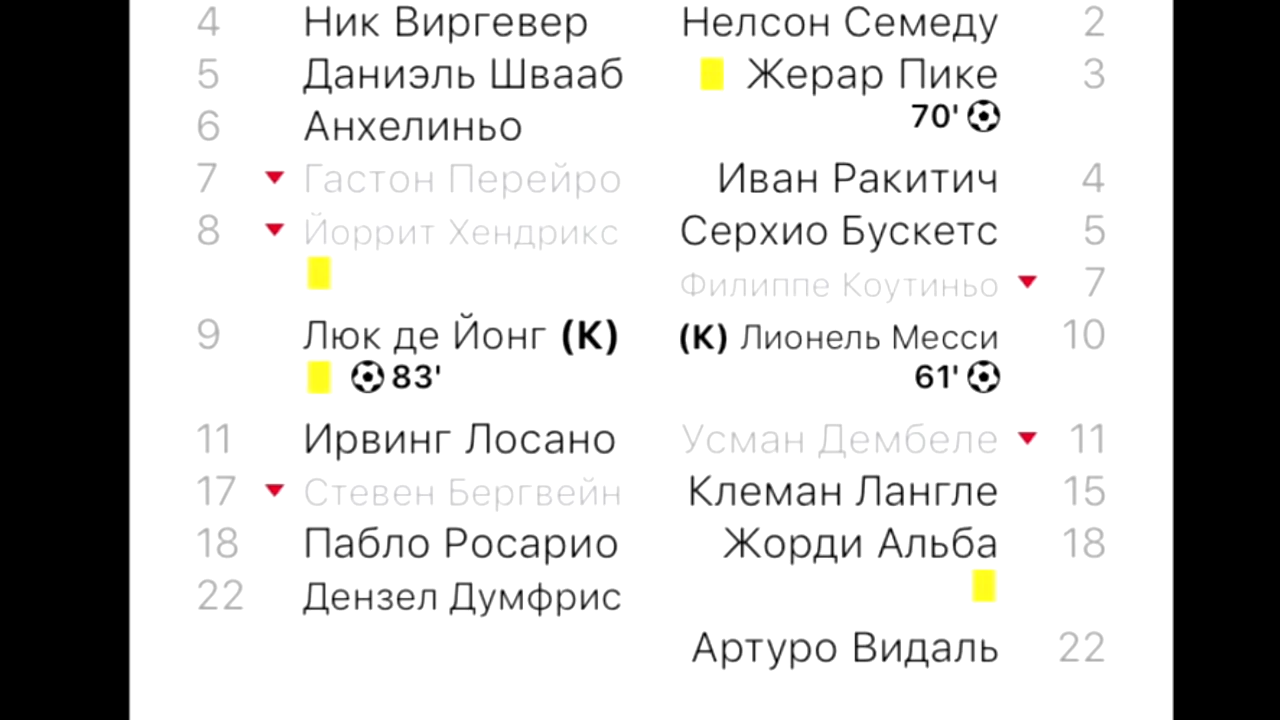 4 Ник Виргевер Нелсон Семеду 2
5 Даниэль Швааб Жерар Пике 3
70'
6 Анхелиньо
7 Гастон Перейро Иван Ракитич 4
8 Йоррит Хендрикс Серхио Бускетс 5
Филиппе Коутиньо 7
9 Люк де Йонг (К) (К) Лионель Месси 10
83' 61'
11 Ирвинг Лосано Усман Дембеле 11
17 Стевен Бергвейн Клеман Лангле 15
18 Пабло Росарио Жорди Альба 18
22 Дензел Думфрис
Артуро Видаль 22